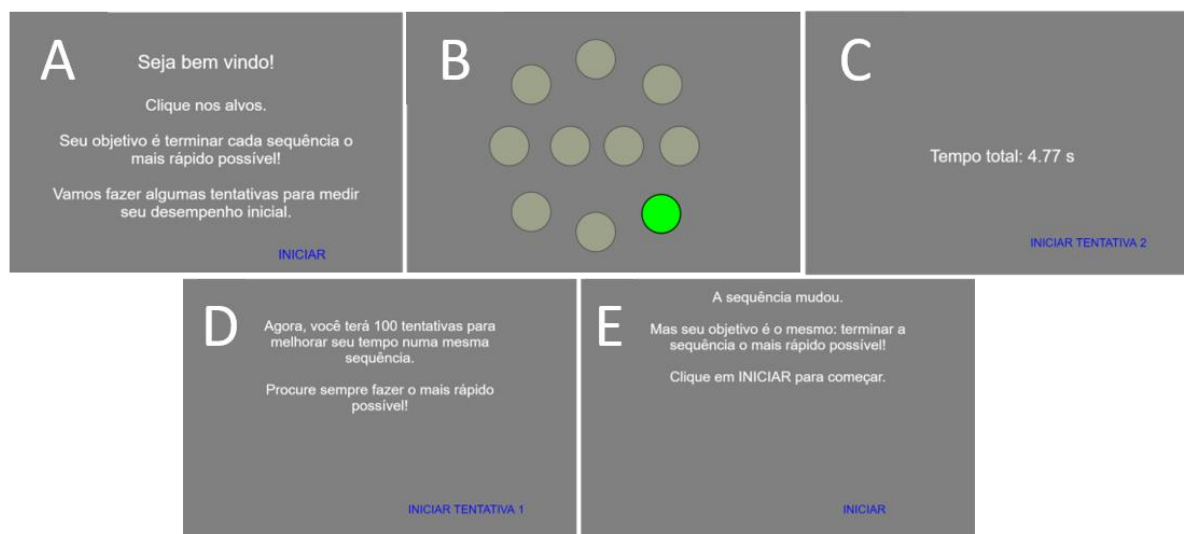 A
Seja bem vindo!
Clique nos alvos.
Seu objetivo é terminar cada sequência o
mais rápido possível!
Vamos fazer algumas tentativas para medir
seu desempenho inicial.
INICIAR
B
C
Tempo total: 4.77 s
INICIAR TENTATIVA 2
D
Agora, você terá 100 tentativas para
melhorar seu tempo numa mesma
sequência.
Procure sempre fazer o mais rápido
possível!
INICIAR TENTATIVA 1
E
A sequência mudou.
Mas seu objetivo é o mesmo: terminar a
sequência o mais rápido possível!
Clique em INICIAR para começar.
INICIAR